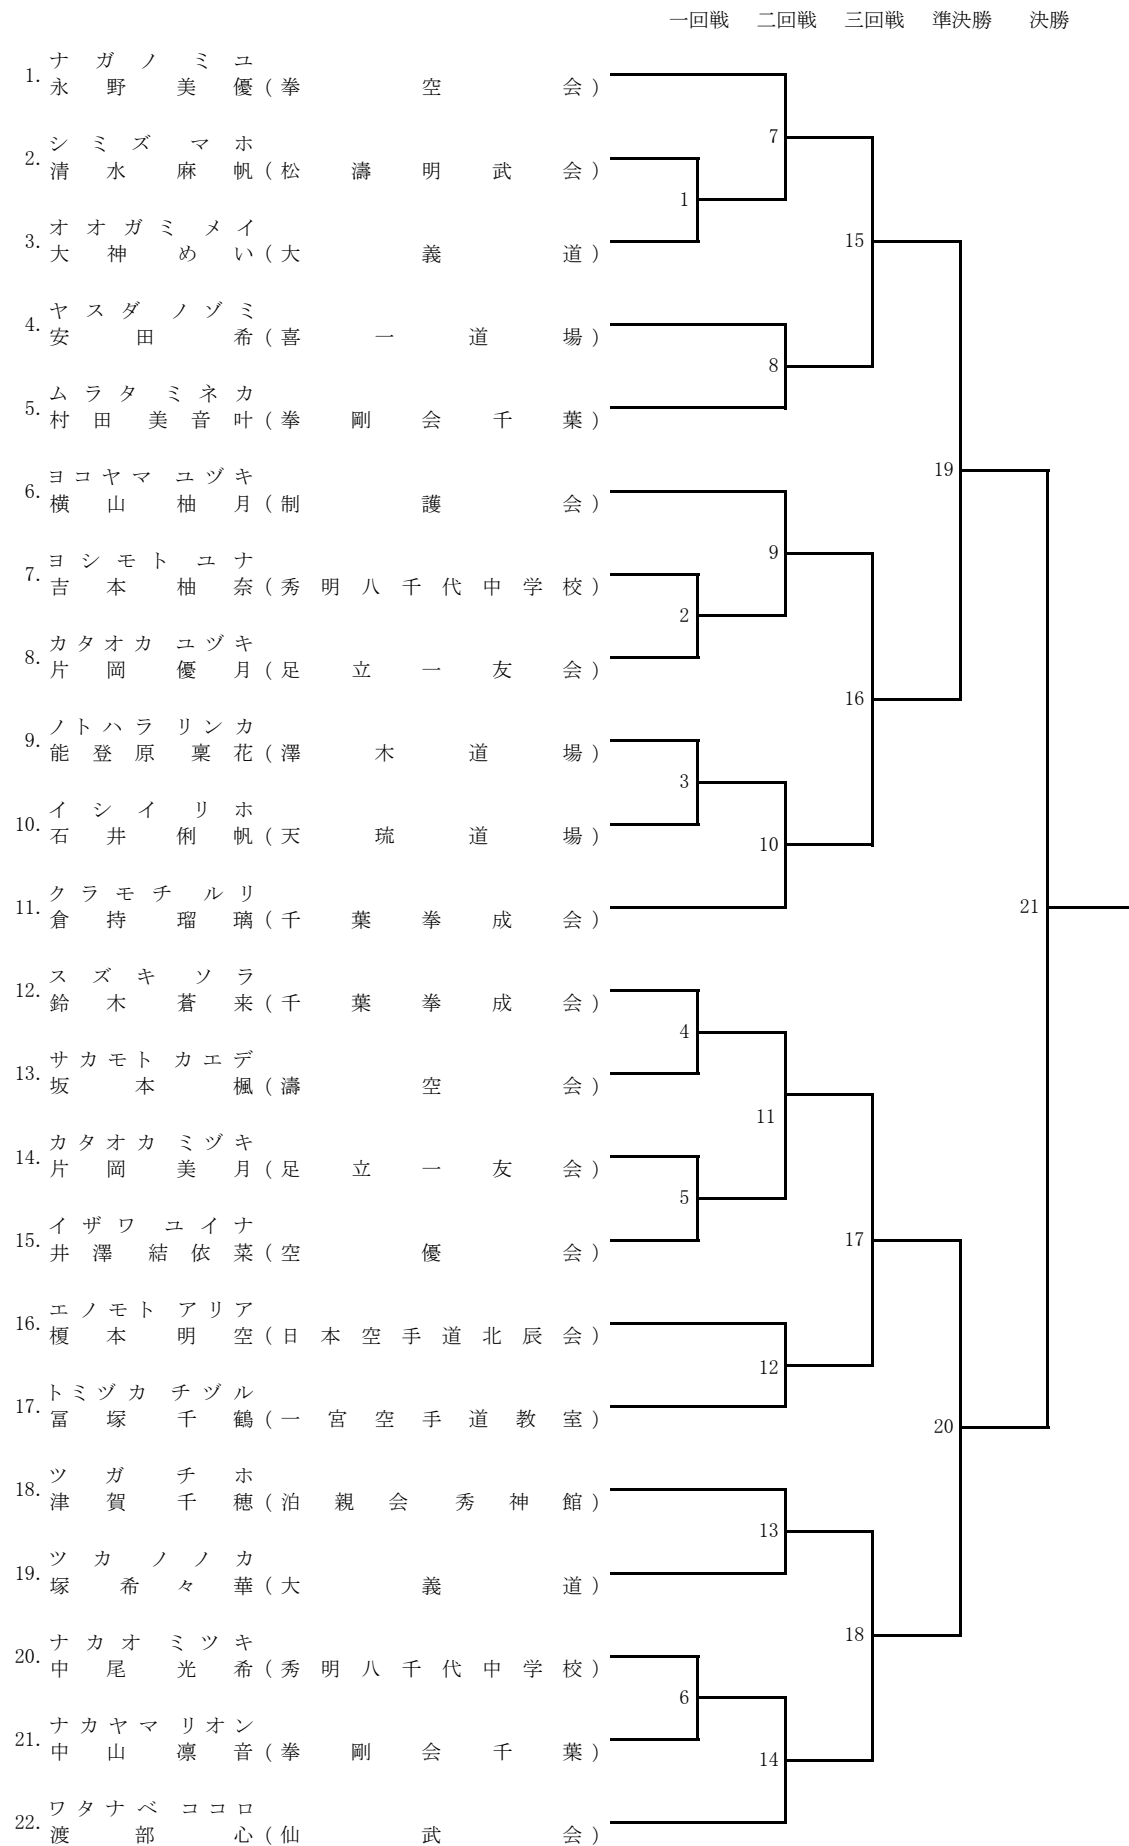 一回戦 二回戦 三回戦 準決勝 決勝
ナガノ ミユ
1. 永野美優 (拳空会)
7
シミズ マホ
2. 清水麻帆 (松濤明武会)
1
オオガミ メイ
3. 大神めい (大義道)
15
ヤスダ ノゾミ
4. 安田希 (喜一道場)
8
ムラタ ミネカ
5. 村田美音叶 (拳剛会千葉)
19
ヨコヤマ ユヅキ
6. 横山柚月 (制護会)
9
ヨシモト ユナ
7. 吉本柚奈 (秀明八千代中学校)
2
カタオカ ユヅキ
8. 片岡優月 (足立一友会)
16
ノトハラ リンカ
9. 能登原稟花 (澤木道場)
3
イシイ リホ
10. 石井俐帆 (天琉道場)
10
クラモチ ルリ
11. 倉持瑠璃 (千葉拳成会)
21
スズキ ソラ
12. 鈴木蒼来 (千葉拳成会)
4
サカモト カエデ
13. 坂本楓 (濤空会)
11
カタオカ ミヅキ
14. 片岡美月 (足立一友会)
5
イザワ ユイナ
15. 井澤結依菜 (空優会)
17
エノモト アリア
16. 榎本明空 (日本空手道北辰会)
12
トミヅカ チヅル
17. 冨塚千鶴 (一宮空手道教室)
20
ツガ チホ
18. 津賀千穂 (泊親会秀神館)
13
ツカ ノノカ
19. 塚希々華 (大義道)
18
ナカオ ミツキ
20. 中尾光希 (秀明八千代中学校)
6
ナカヤマ リオン
21. 中山凛音 (拳剛会千葉)
14
ワタナベ ココロ
22. 渡部心 (仙武会)